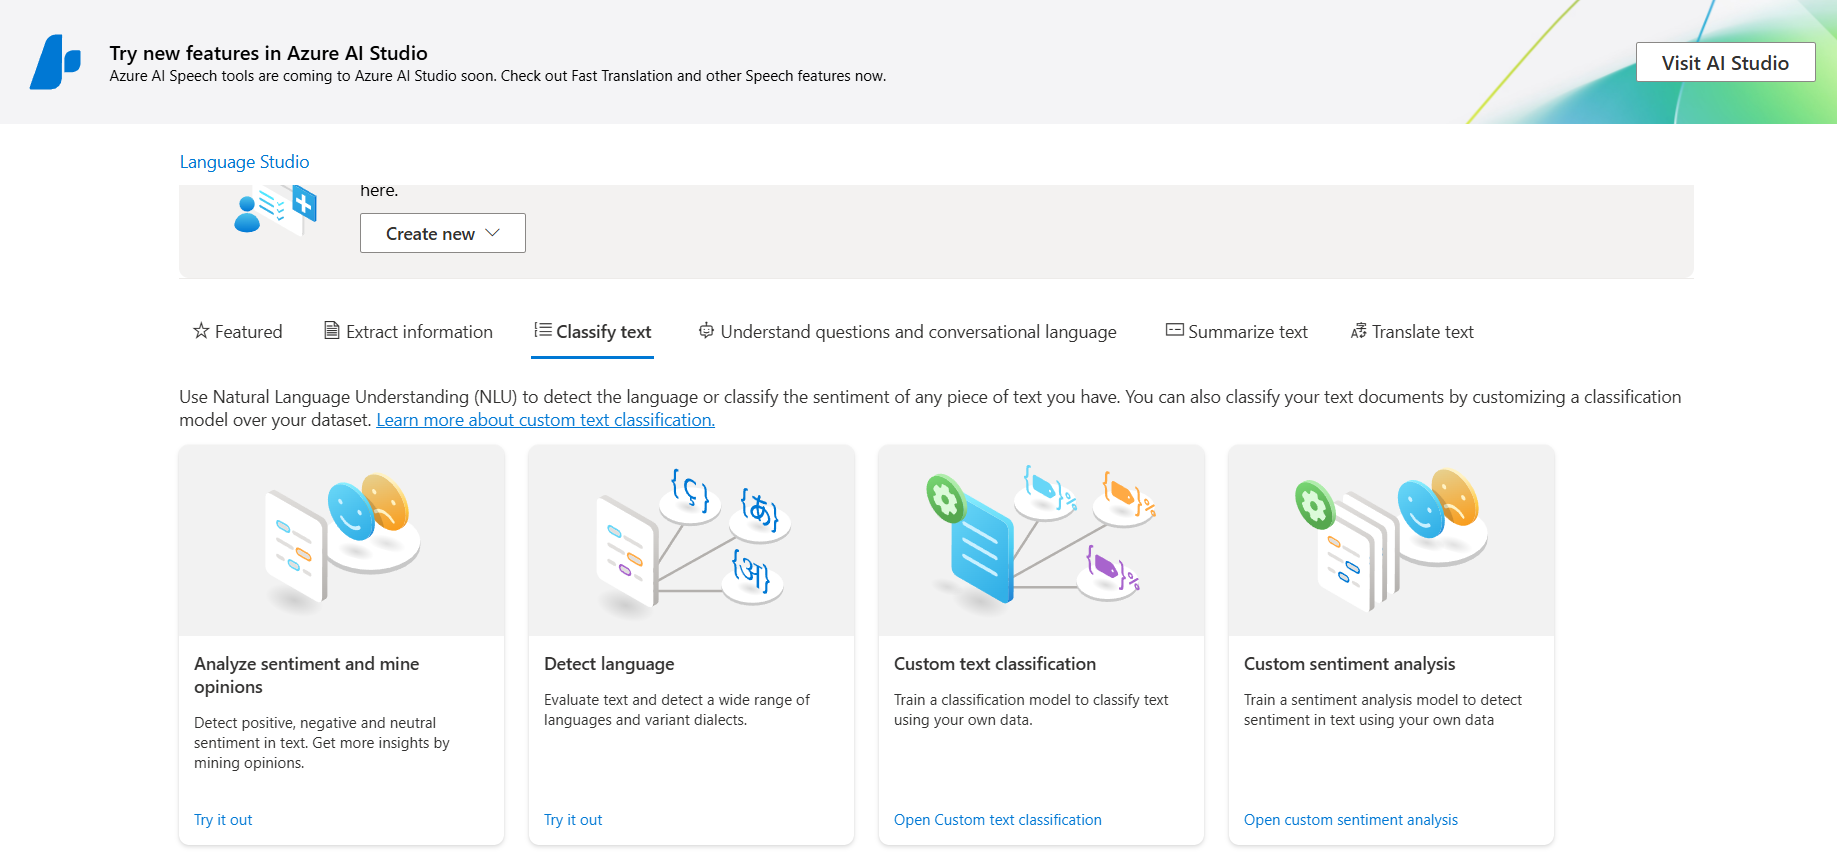 Try new features in Azure AI Studio
Azure AI Speech tools are coming to Azure AI Studio soon. Check out Fast Translation and other Speech features now.
Visit AI Studio
Language Studio
here.
Create new
Featured
Extract information
Classify text
Understand questions and conversational language
Summarize text
Translate text
Use Natural Language Understanding (NLU) to detect the language or classify the sentiment of any piece of text you have. You can also classify your text documents by customizing a classification
model over your dataset. Learn more about custom text classification.
{ç}
{あ}
{अ}
Analyze sentiment and mine
opinions
Detect positive, negative and neutral
sentiment in text. Get more insights by
mining opinions.
Try it out
Detect language
Evaluate text and detect a wide range of
languages and variant dialects.
Try it out
Custom text classification
Train a classification model to classify text
using your own data.
Open Custom text classification
Custom sentiment analysis
Train a sentiment analysis model to detect
sentiment in text using your own data
Open custom sentiment analysis